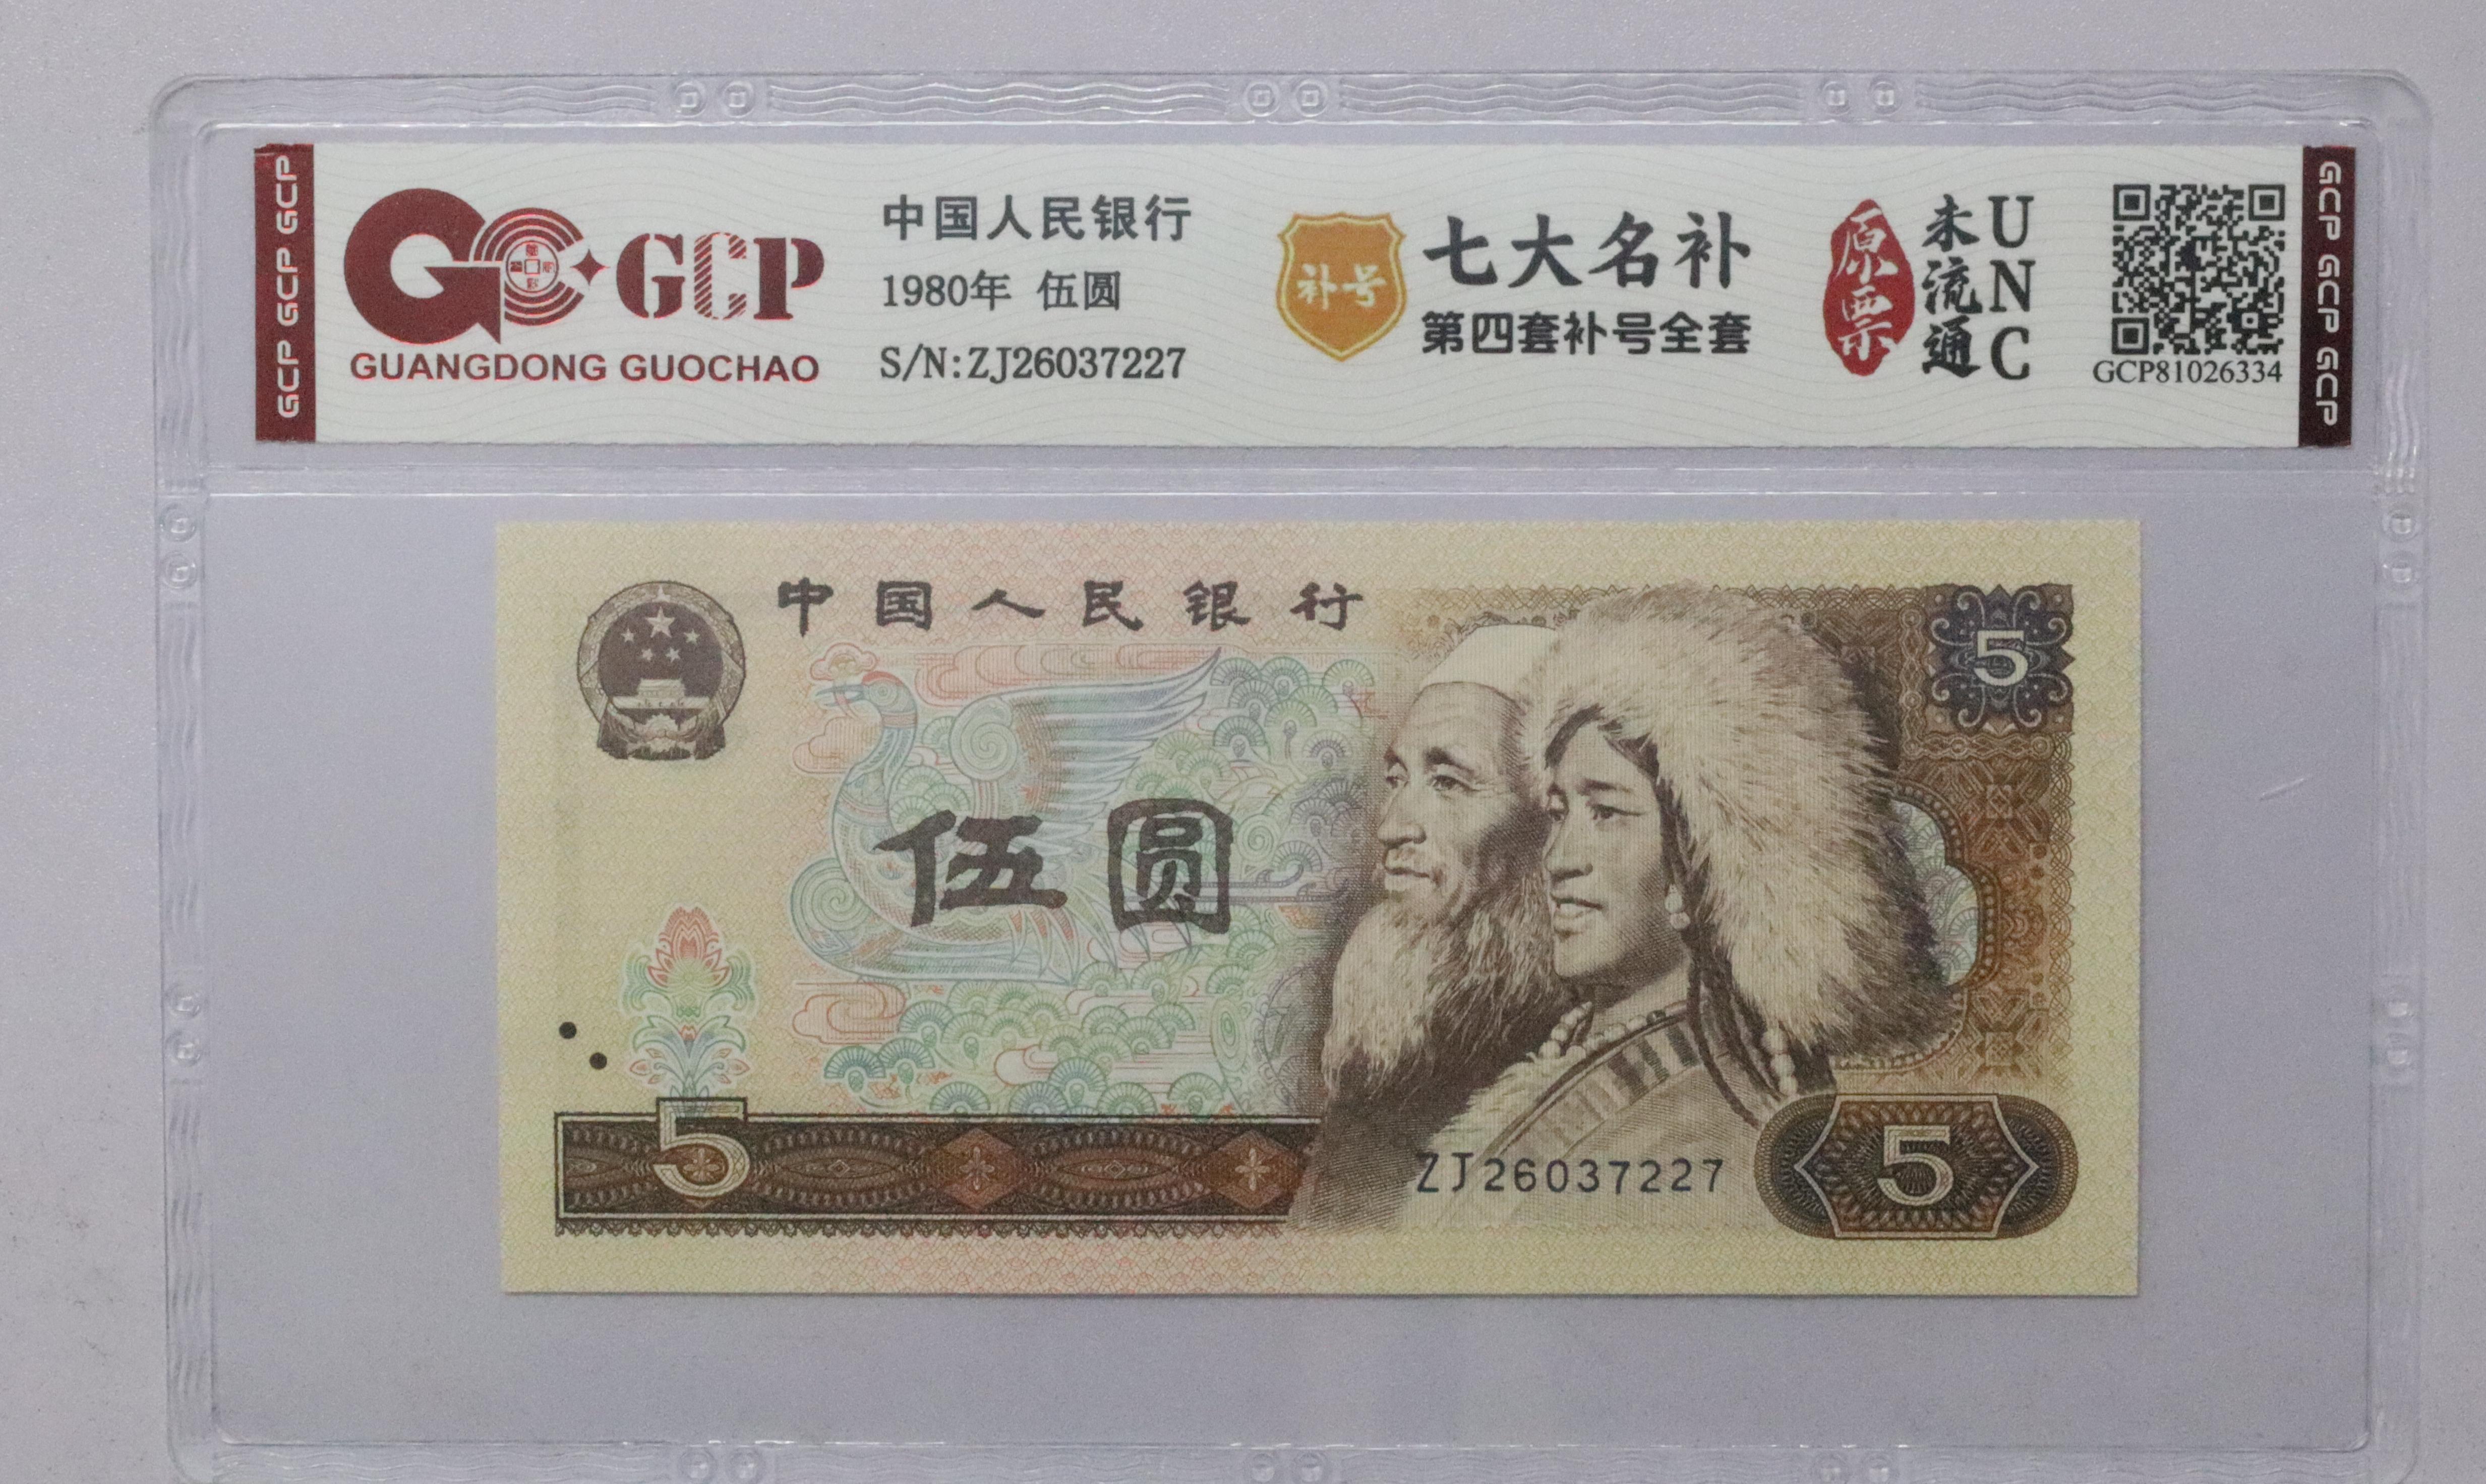 GCP GCP GCP
GCP
GUANGDONG GUOCHAO
中国人民银行
1980年 伍圆
S/N:ZJ26037227
补号
七大名补
第四套补号全套
原票
未流通
UNC
GCP81026334
GCP GCP GCP
中国人民银行
5
伍圆
5
ZJ26037227
5